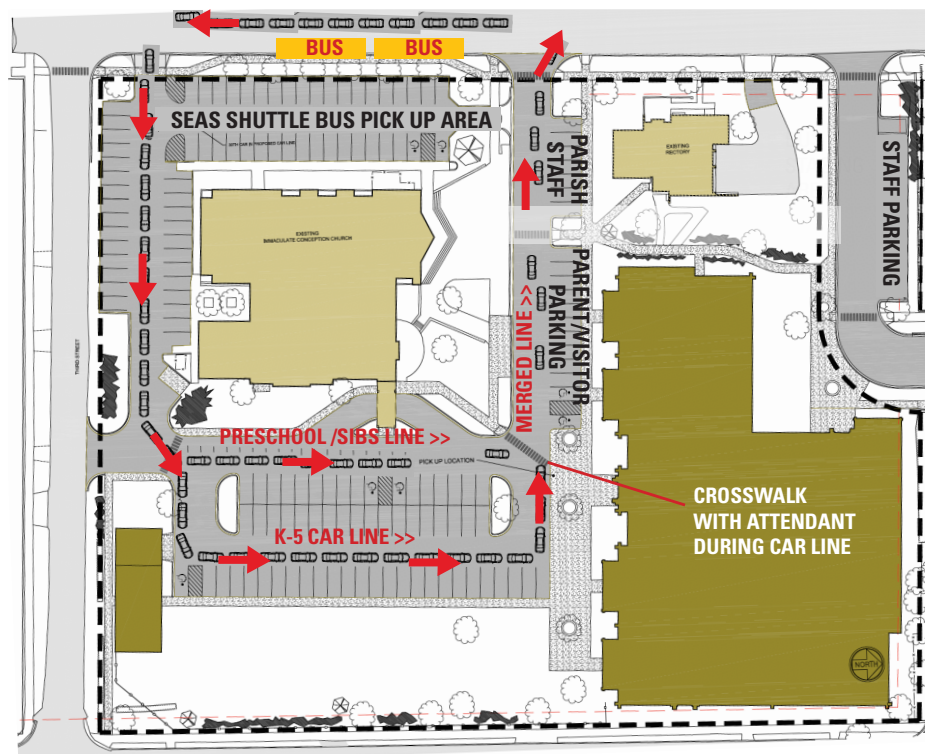 BUS
BUS
SEAS SHUTTLE BUS PICK UP AREA
PARISH
STAFF
EXISTING
RECTORY
STAFF PARKING
EXISTING
IMMACULATE CONCEPTION CHURCH
PARENT/VISITOR
PARKING
MERGED LINE >>
THIRD STREET
PRESCHOOL /SIBS LINE >>
PICK UP LOCATION
CROSSWALK
WITH ATTENDANT
DURING CAR LINE
K-5 CAR LINE >>
NORTH